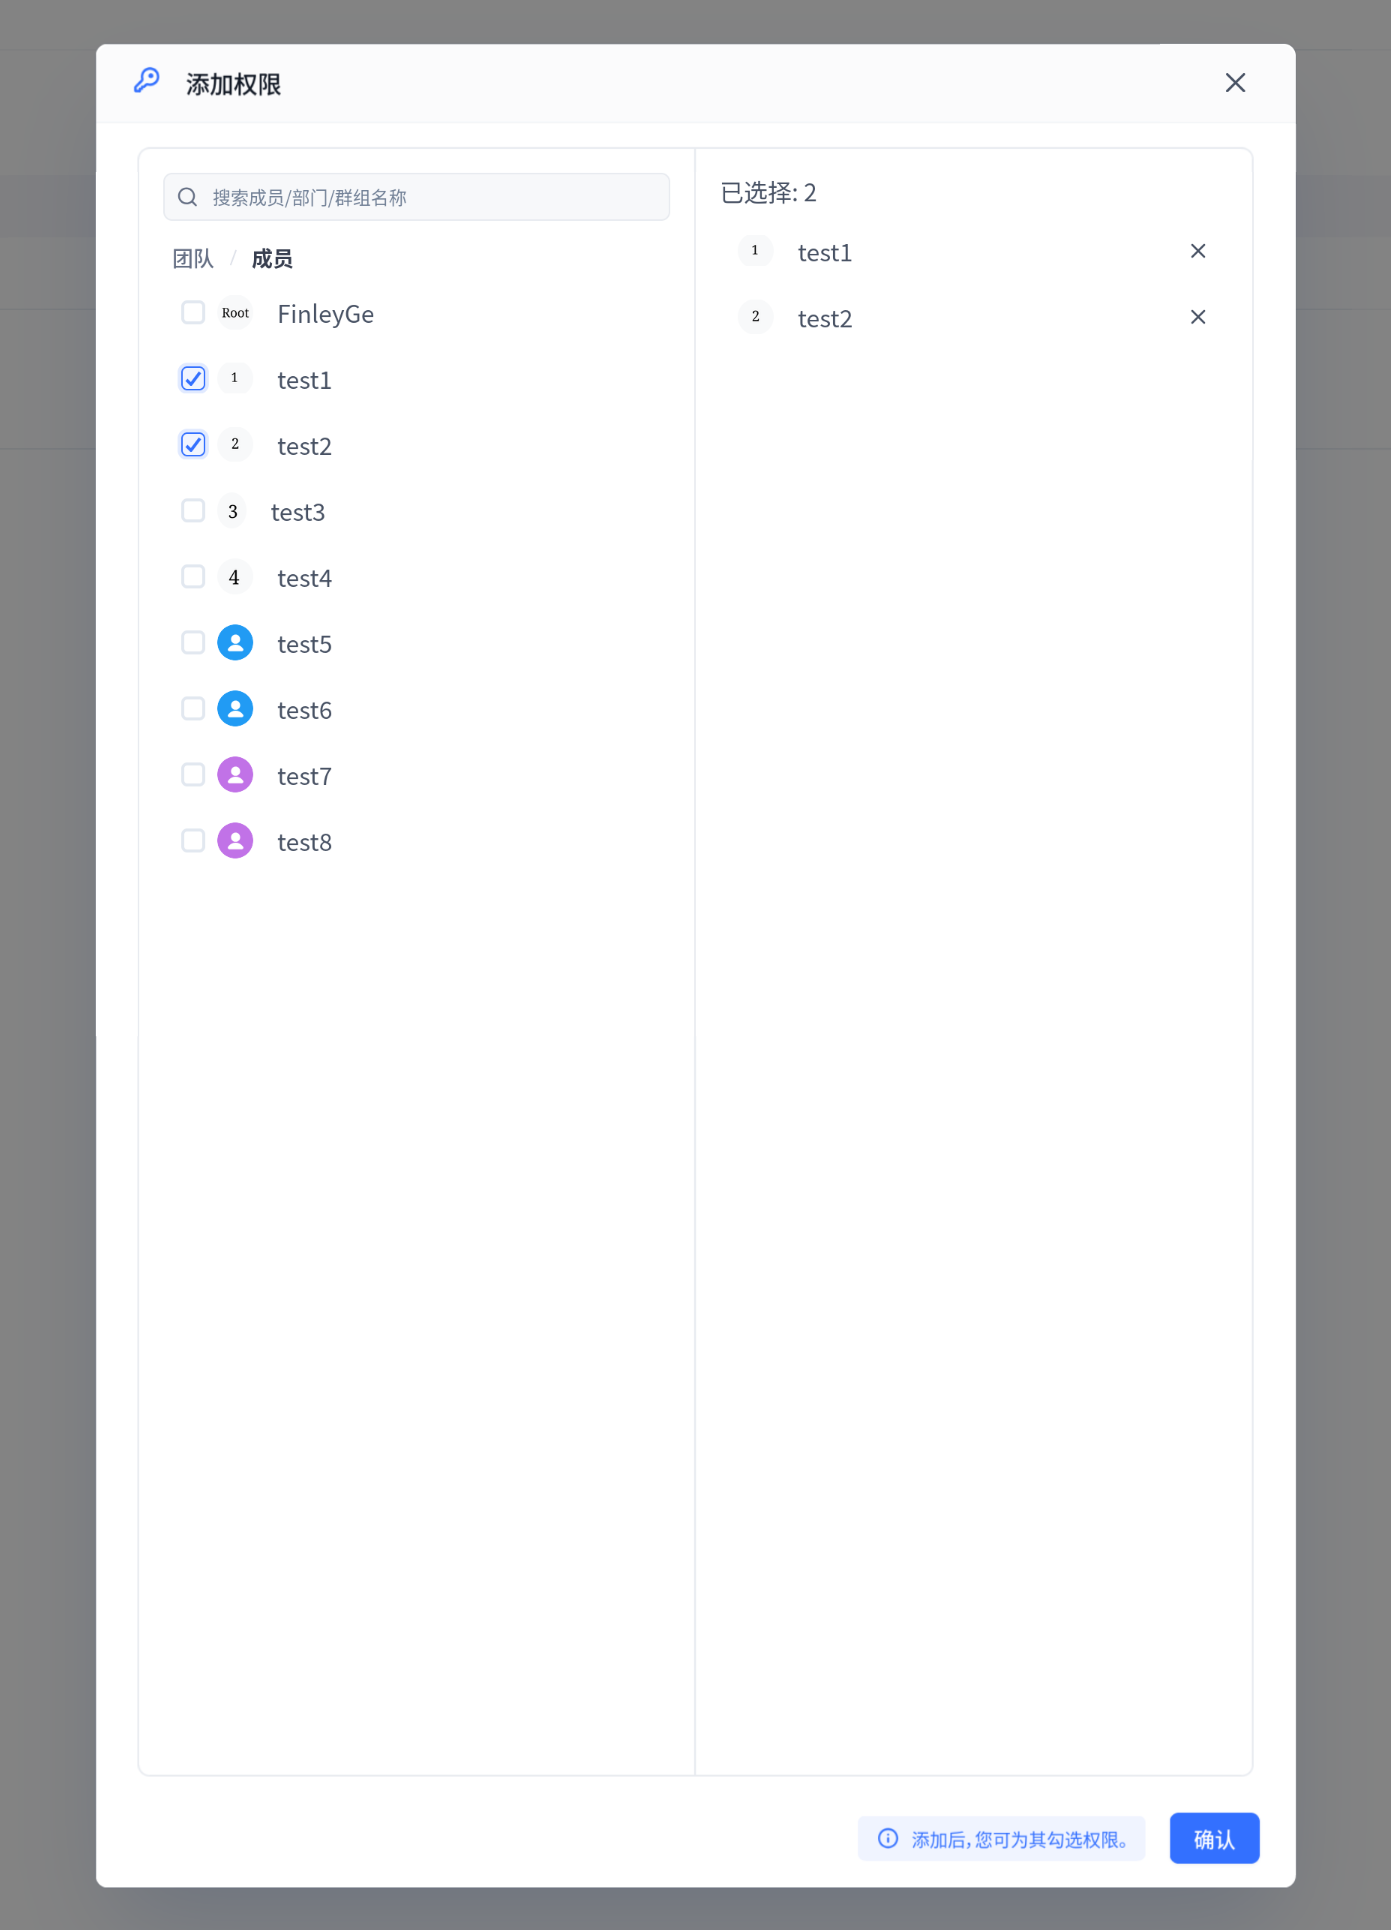 添加权限
搜索成员/部门/群组名称
团队 / 成员
Root FinleyGe
1 test1
2 test2
3 test3
4 test4
test5
test6
test7
test8
已选择: 2
1 test1
2 test2
添加后，您可为其勾选权限。
确认